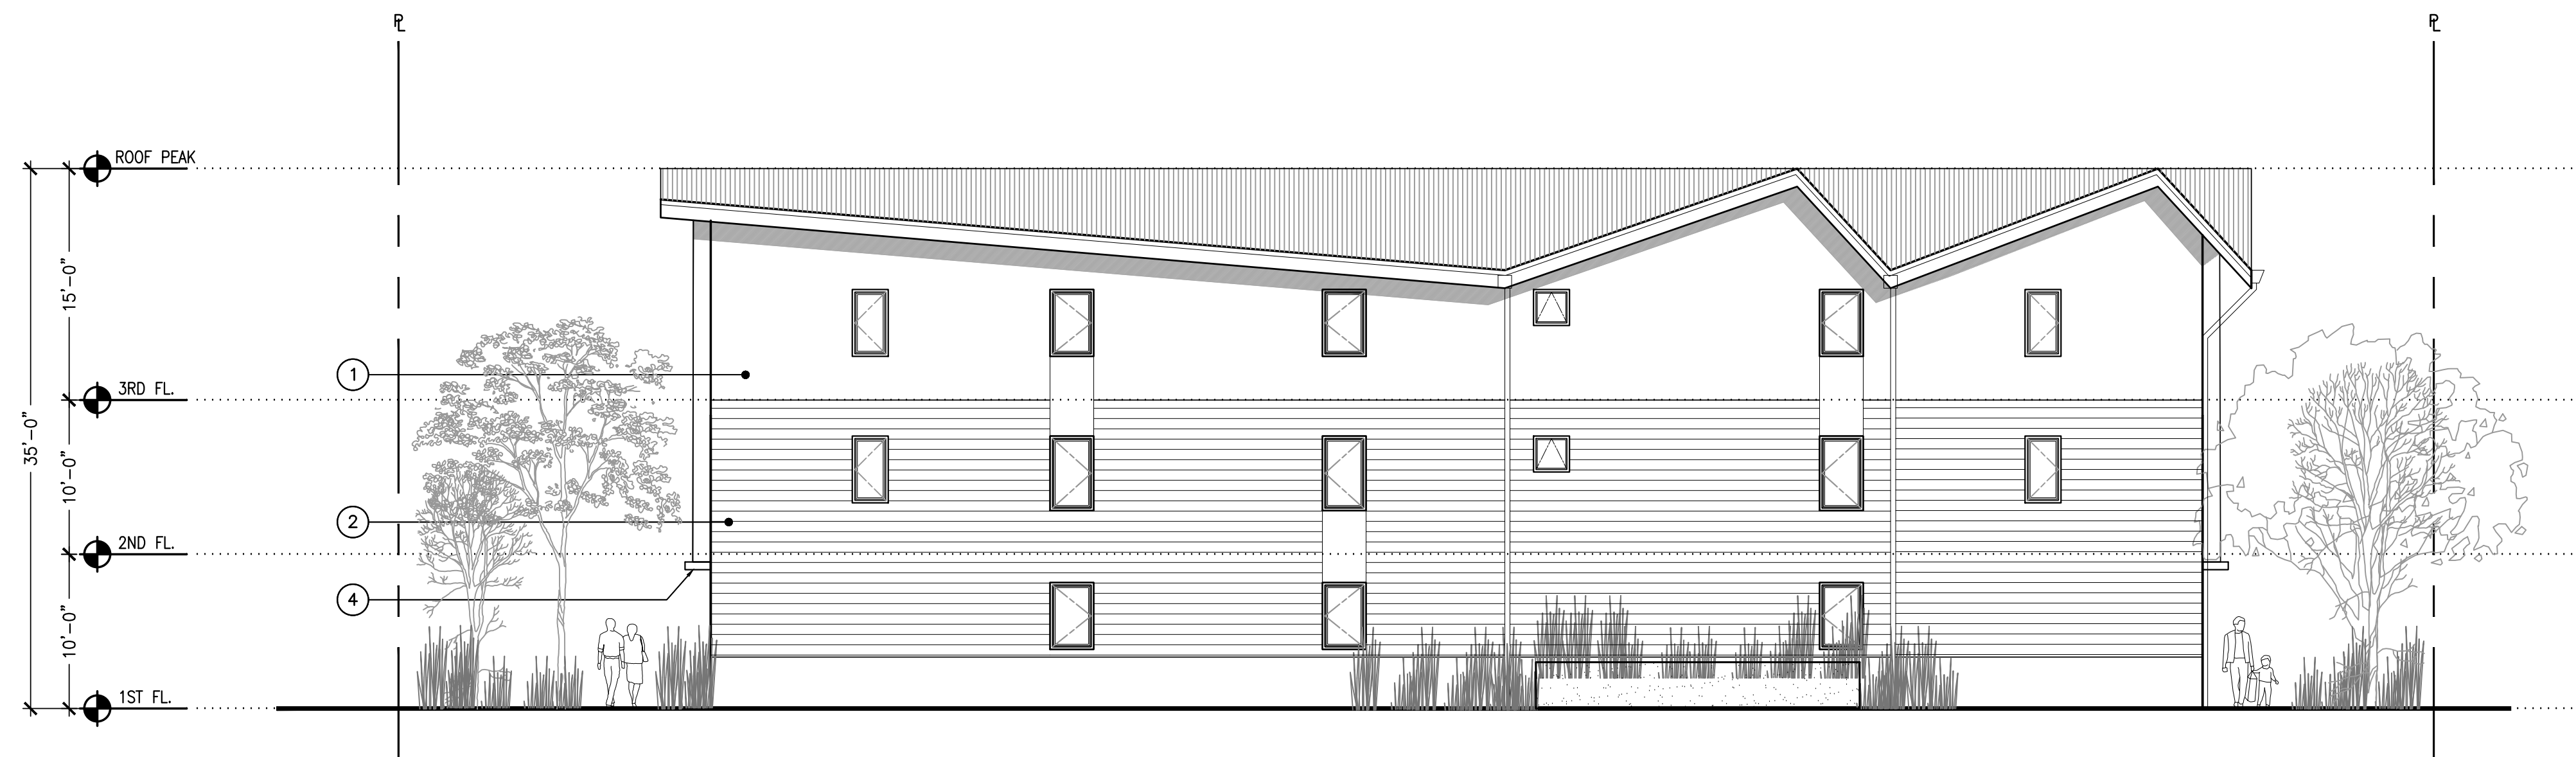 PL
PL
ROOF PEAK
15'-0"
35'-0"
1
3RD FL.
10'-0"
2
2ND FL.
4
10'-0"
1ST FL.